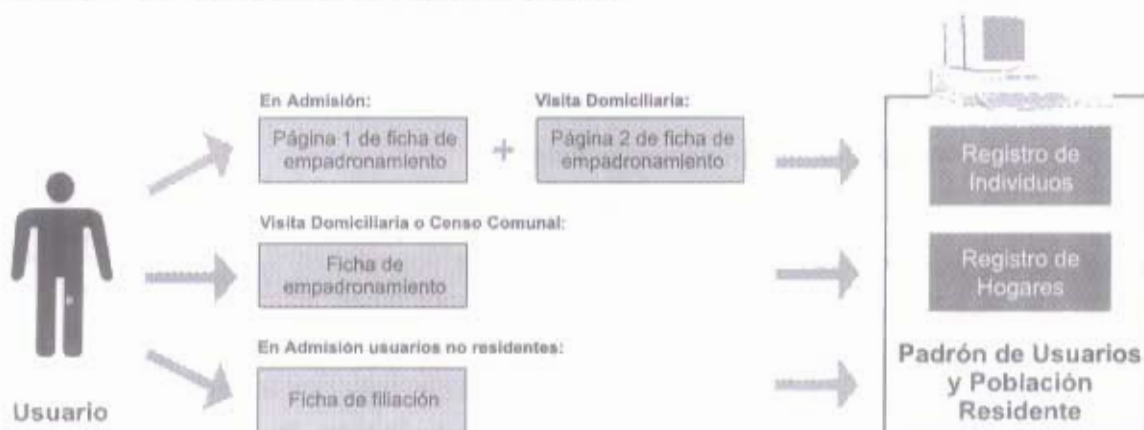 En Admisión:
Visita Domiciliaria:
Página 1 de ficha de
empadronamiento
+
Página 2 de ficha de
empadronamiento
Registro de
Individuos
Visita Domiciliaria o Censo Comunal:
Ficha de
empadronamiento
Registro de
Hogares
En Admisión usuarios no residentes:
Ficha de filiación
Usuario
Padrón de Usuarios
y Población
Residente